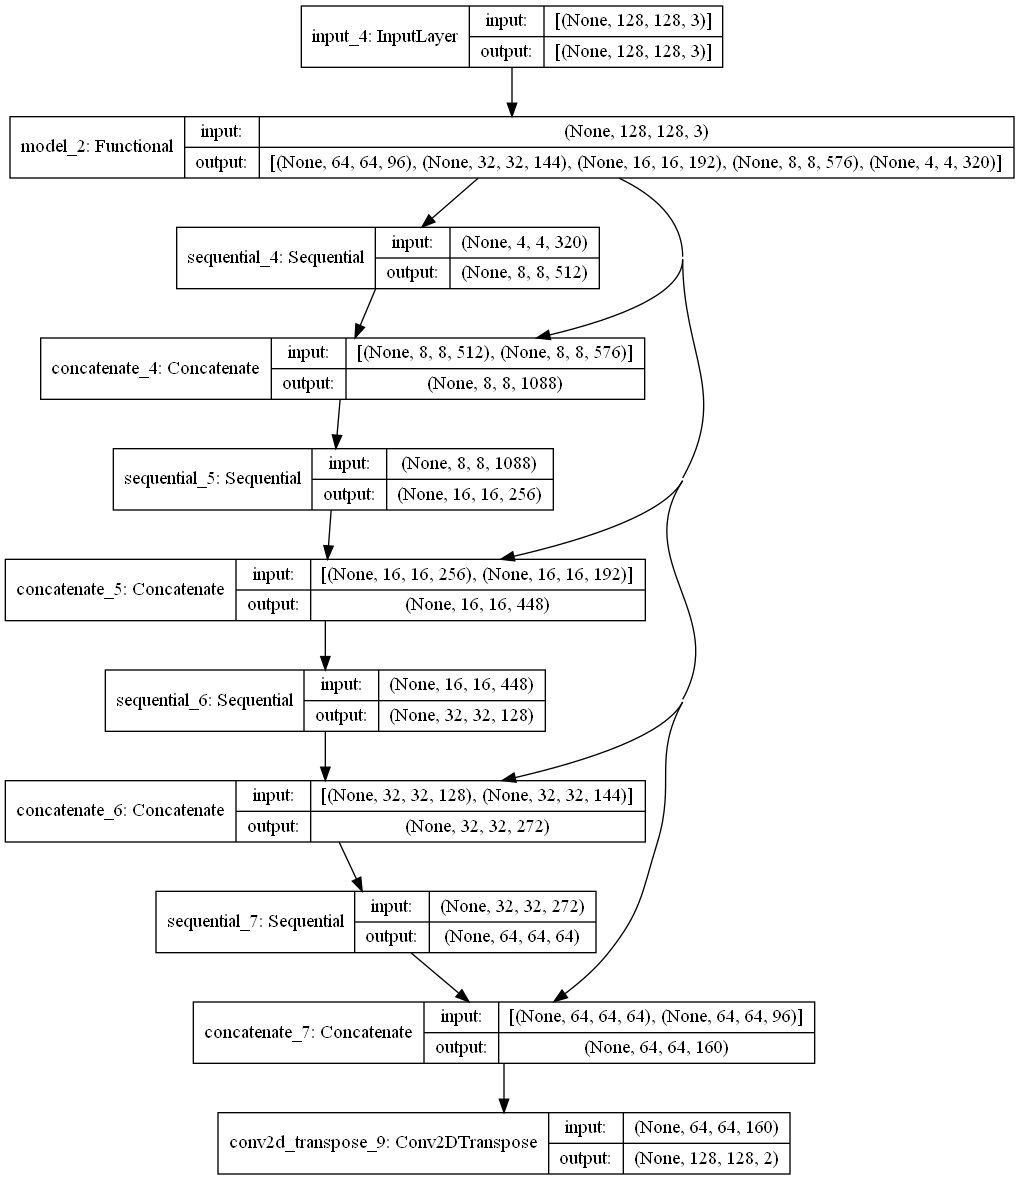 input_4: InputLayer
input: [(None, 128, 128, 3)]
output: [(None, 128, 128, 3)]
model_2: Functional
input: (None, 128, 128, 3)
output: [(None, 64, 64, 96), (None, 32, 32, 144), (None, 16, 16, 192), (None, 8, 8, 576), (None, 4, 4, 320)]
sequential_4: Sequential
input: (None, 4, 4, 320)
output: (None, 8, 8, 512)
concatenate_4: Concatenate
input: [(None, 8, 8, 512), (None, 8, 8, 576)]
output: (None, 8, 8, 1088)
sequential_5: Sequential
input: (None, 8, 8, 1088)
output: (None, 16, 16, 256)
concatenate_5: Concatenate
input: [(None, 16, 16, 256), (None, 16, 16, 192)]
output: (None, 16, 16, 448)
sequential_6: Sequential
input: (None, 16, 16, 448)
output: (None, 32, 32, 128)
concatenate_6: Concatenate
input: [(None, 32, 32, 128), (None, 32, 32, 144)]
output: (None, 32, 32, 272)
sequential_7: Sequential
input: (None, 32, 32, 272)
output: (None, 64, 64, 64)
concatenate_7: Concatenate
input: [(None, 64, 64, 64), (None, 64, 64, 96)]
output: (None, 64, 64, 160)
conv2d_transpose_9: Conv2DTranspose
input: (None, 64, 64, 160)
output: (None, 128, 128, 2)